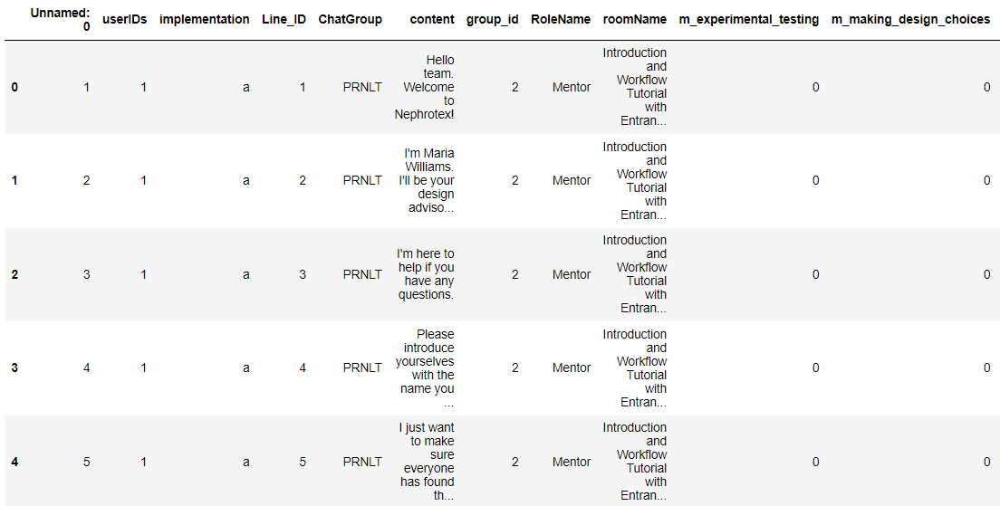 Unnamed: 0 userIDs implementation Line_ID ChatGroup content group_id RoleName roomName m_experimental_testing m_making_design_choices
0 1 1 a 1 PRNLT Hello team. Welcome to Nephrotex! 2 Mentor Introduction and Workflow Tutorial with Entran... 0 0
1 2 1 a 2 PRNLT I'm Maria Williams. I'll be your design adviso... 2 Mentor Introduction and Workflow Tutorial with Entran... 0 0
2 3 1 a 3 PRNLT I'm here to help if you have any questions. 2 Mentor Introduction and Workflow Tutorial with Entran... 0 0
3 4 1 a 4 PRNLT Please introduce yourselves with the name you ... 2 Mentor Introduction and Workflow Tutorial with Entran... 0 0
4 5 1 a 5 PRNLT I just want to make sure everyone has found th... 2 Mentor Introduction and Workflow Tutorial with Entran... 0 0